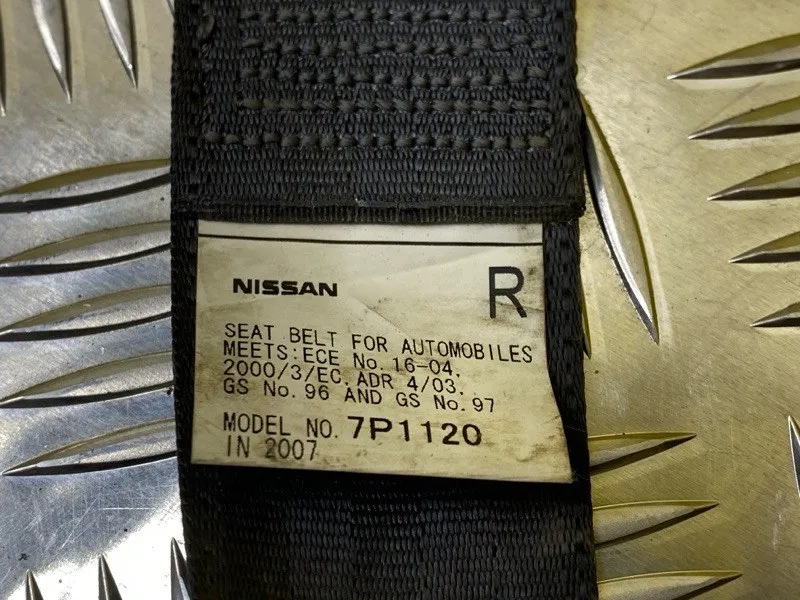 NISSAN R
SEAT BELT FOR AUTOMOBILES
MEETS:ECE No.16-04,
2000/3/EC,ADR 4/03.
GS No.96 AND GS No.97
MODEL NO. 7P1120
IN 2007